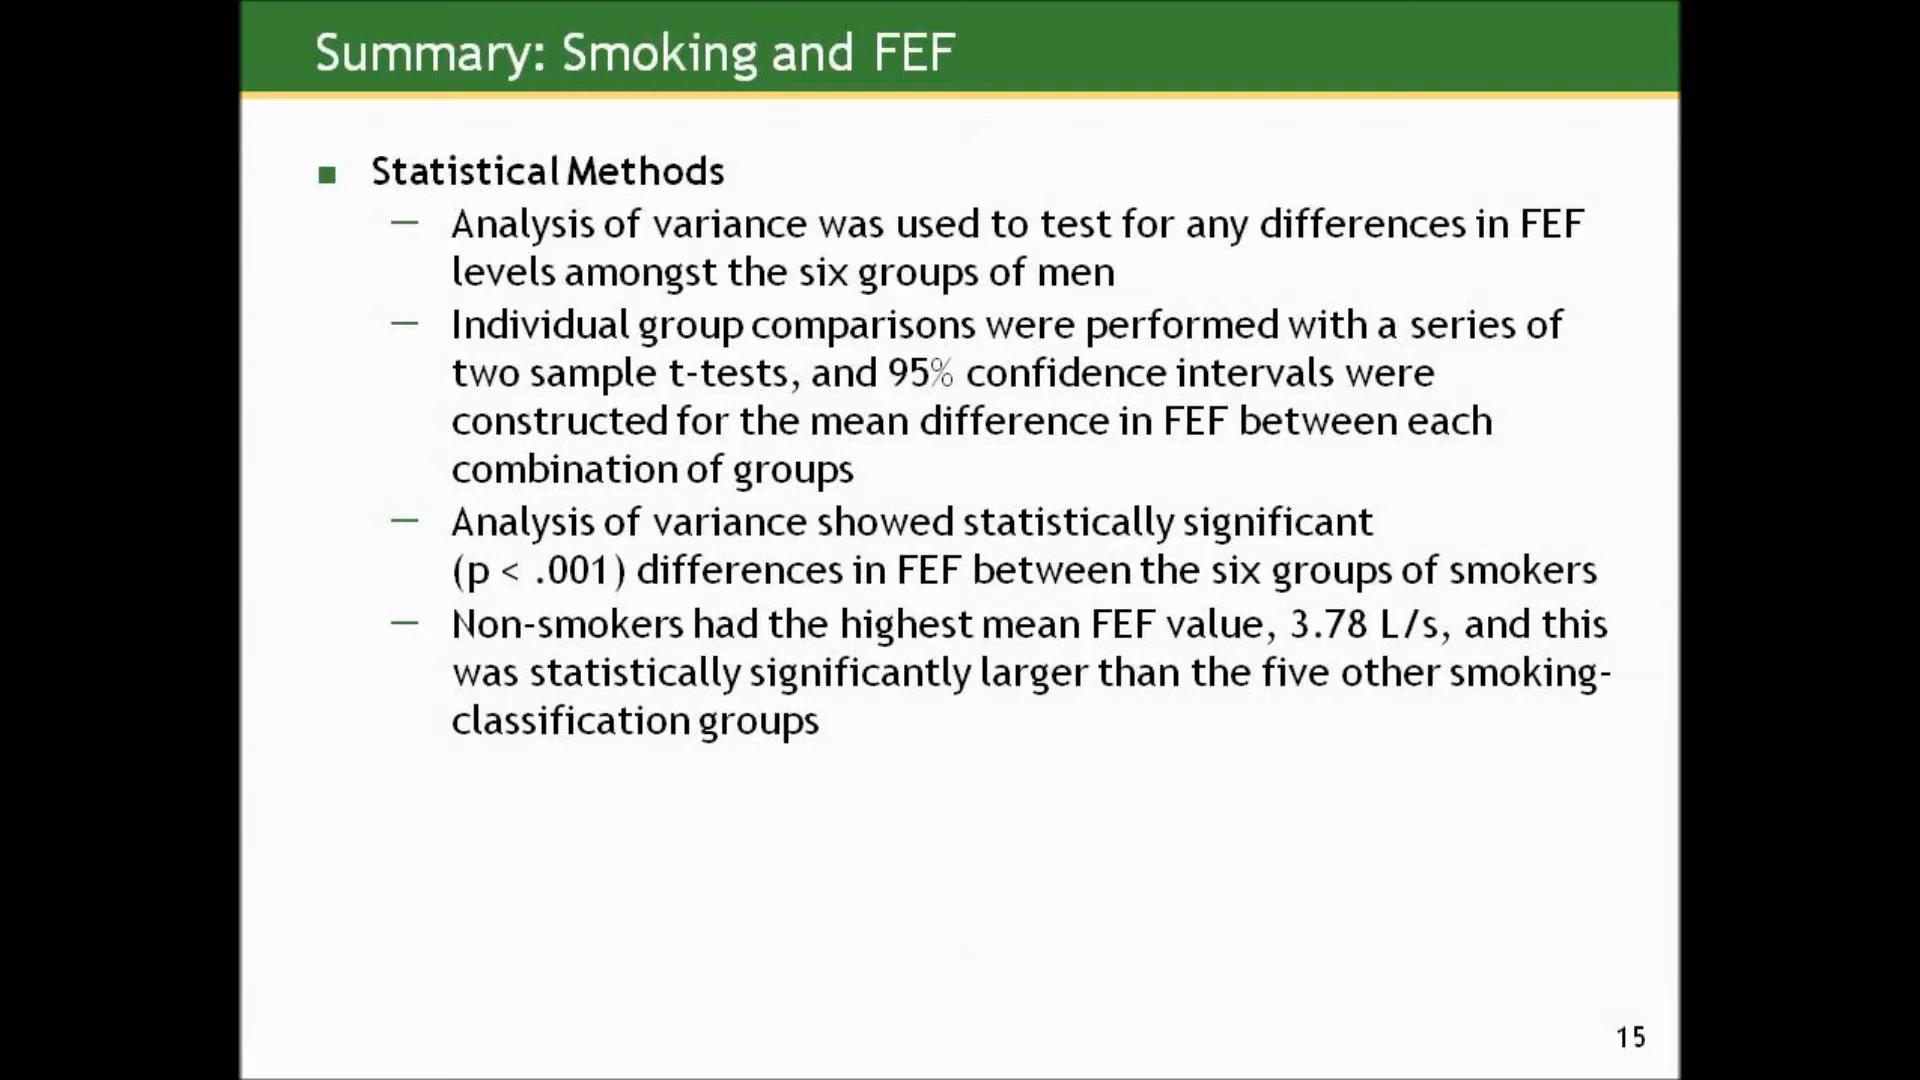 Summary: Smoking and FEF
Statistical Methods
— Analysis of variance was used to test for any differences in FEF
levels amongst the six groups of men
— Individual group comparisons were performed with a series of
two sample t-tests, and 95% confidence intervals were
constructed for the mean difference in FEF between each
combination of groups
— Analysis of variance showed statistically significant
(p < .001) differences in FEF between the six groups of smokers
— Non-smokers had the highest mean FEF value, 3.78 L/s, and this
was statistically significantly larger than the five other smoking-
classification groups
15